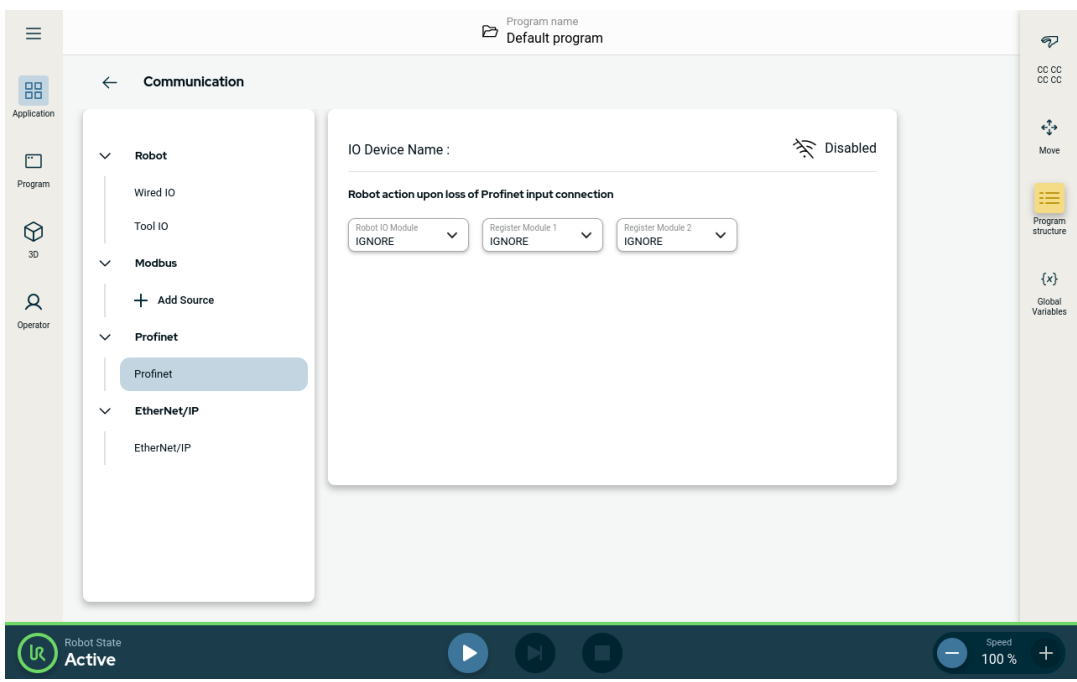 Program name
Default program
Communication
Application
Program
3D
Operator
Robot
Wired IO
Tool IO
Modbus
Add Source
Profinet
Profinet
EtherNet/IP
EtherNet/IP
IO Device Name :
Disabled
Robot action upon loss of Profinet input connection
Robot IO Module
IGNORE
Register Module 1
IGNORE
Register Module 2
IGNORE
CC CC
CC CC
Move
Program
structure
{x}
Global
Variables
UR
Robot State
Active
Speed
100 %